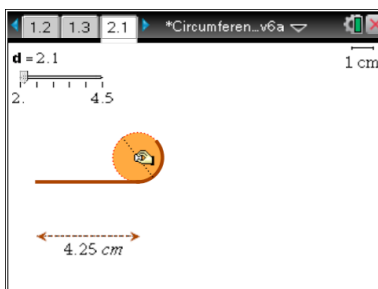 1.2 1.3 2.1 *Circumferen...v6a
d = 2.1
1 cm
2. 4.5
4.25 cm